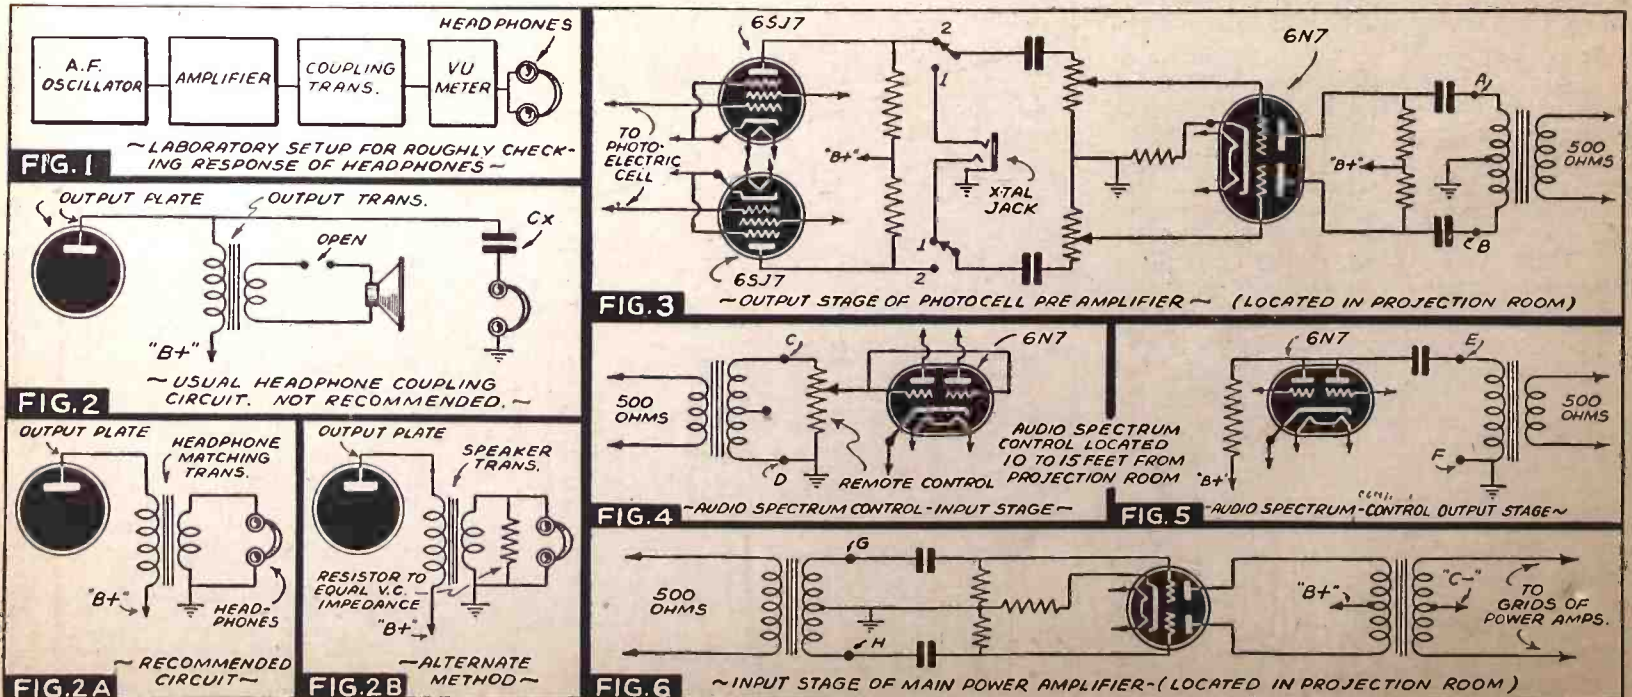 HEADPHONES
A.F.
OSCILLATOR
AMPLIFIER
COUPLING
TRANS.
VU
METER
FIG.1
~LABORATORY SETUP FOR ROUGHLY CHECK-
ING RESPONSE OF HEADPHONES~
OUTPUT PLATE
OUTPUT TRANS.
OPEN
CX
"B+"
FIG.2
~USUAL HEADPHONE COUPLING
CIRCUIT. NOT RECOMMENDED.~
OUTPUT PLATE
HEADPHONE
MATCHING
TRANS.
"B+"
HEAD-
PHONES
FIG.2A
~RECOMMENDED
CIRCUIT~
OUTPUT PLATE
SPEAKER
TRANS.
RESISTOR TO
EQUAL V.C.
IMPEDANCE
"B+"
FIG.2B
~ALTERNATE
METHOD~
6SJ7
TO
PHOTO-
ELECTRIC
CELL
6SJ7
"B+"
2
1
1
2
X-TAL
JACK
6N7
"B+"
A
B
500
OHMS
FIG.3
~OUTPUT STAGE OF PHOTOCELL PRE AMPLIFIER~ (LOCATED IN PROJECTION ROOM)
500
OHMS
C
D
6N7
REMOTE CONTROL
AUDIO SPECTRUM
CONTROL LOCATED
10 TO 15 FEET FROM
PROJECTION ROOM
FIG.4
~AUDIO SPECTRUM CONTROL-INPUT STAGE~
6N7
"B+"
E
F
500
OHMS
FIG.5
~AUDIO SPECTRUM-CONTROL OUTPUT STAGE~
500
OHMS
G
H
"B+"
"C-"
TO
GRIDS OF
POWER AMPS.
FIG.6
~INPUT STAGE OF MAIN POWER AMPLIFIER-(LOCATED IN PROJECTION ROOM)